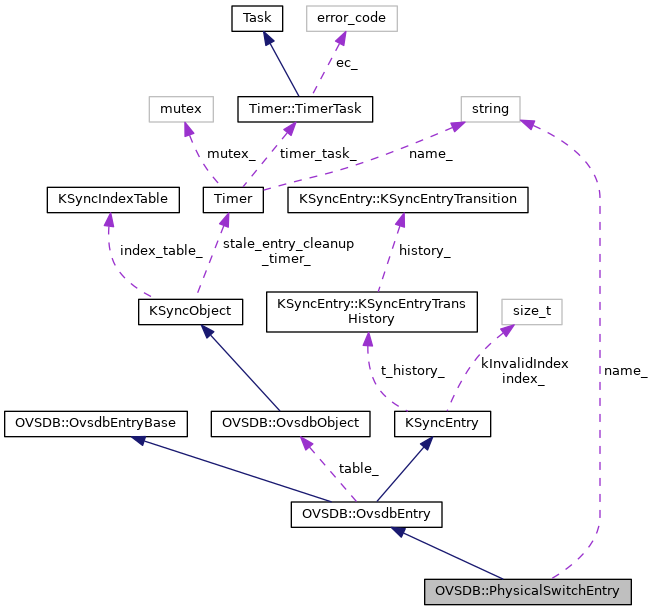 Task
error_code
ec_
mutex
Timer::TimerTask
string
mutex_
timer_task_
name_
KSyncIndexTable
Timer
KSyncEntry::KSyncEntryTransition
index_table_
stale_entry_cleanup
_timer_
history_
KSyncObject
KSyncEntry::KSyncEntryTrans
History
size_t
t_history_
kInvalidIndex
index_
name_
OVSDB::OvsdbEntryBase
OVSDB::OvsdbObject
KSyncEntry
table_
OVSDB::OvsdbEntry
OVSDB::PhysicalSwitchEntry